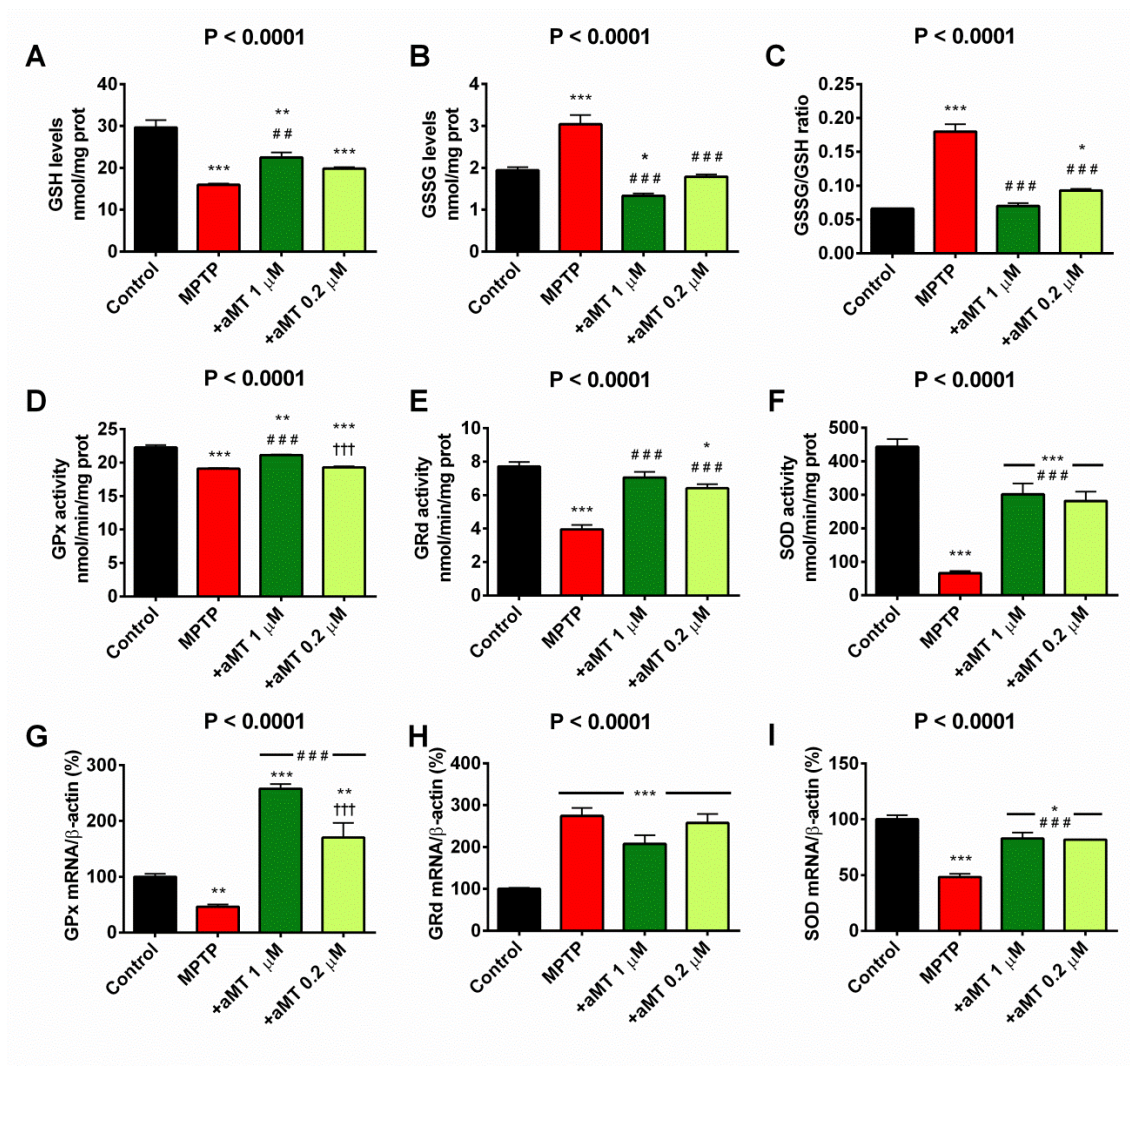 P < 0.0001
P < 0.0001
P < 0.0001
A
B
C
GSH levels
nmol/mg prot
40
30
20
10
0
***
**
##
***
Control
MPTP
+aMT 1 μM
+aMT 0.2 μM
GSSG levels
nmol/mg prot
4
3
2
1
0
***
*
###
###
Control
MPTP
+aMT 1 μM
+aMT 0.2 μM
GSSG/GSH ratio
0.25
0.20
0.15
0.10
0.05
0.00
***
###
*
###
Control
MPTP
+aMT 1 μM
+aMT 0.2 μM
P < 0.0001
P < 0.0001
P < 0.0001
D
E
F
GPx activity
nmol/min/mg prot
25
20
15
10
5
0
***
**
###
***
†††
Control
MPTP
+aMT 1 μM
+aMT 0.2 μM
GRd activity
nmol/min/mg prot
10
8
6
4
2
0
***
###
*
###
Control
MPTP
+aMT 1 μM
+aMT 0.2 μM
SOD activity
nmol/min/mg prot
500
400
300
200
100
0
***
***
###
Control
MPTP
+aMT 1 μM
+aMT 0.2 μM
P < 0.0001
P < 0.0001
P < 0.0001
G
H
I
GPx mRNA/β-actin (%)
300
200
100
0
###
**
***
**
†††
Control
MPTP
+aMT 1 μM
+aMT 0.2 μM
GRd mRNA/β-actin (%)
400
300
200
100
0
***
Control
MPTP
+aMT 1 μM
+aMT 0.2 μM
SOD mRNA/β-actin (%)
150
100
50
0
***
*
###
Control
MPTP
+aMT 1 μM
+aMT 0.2 μM